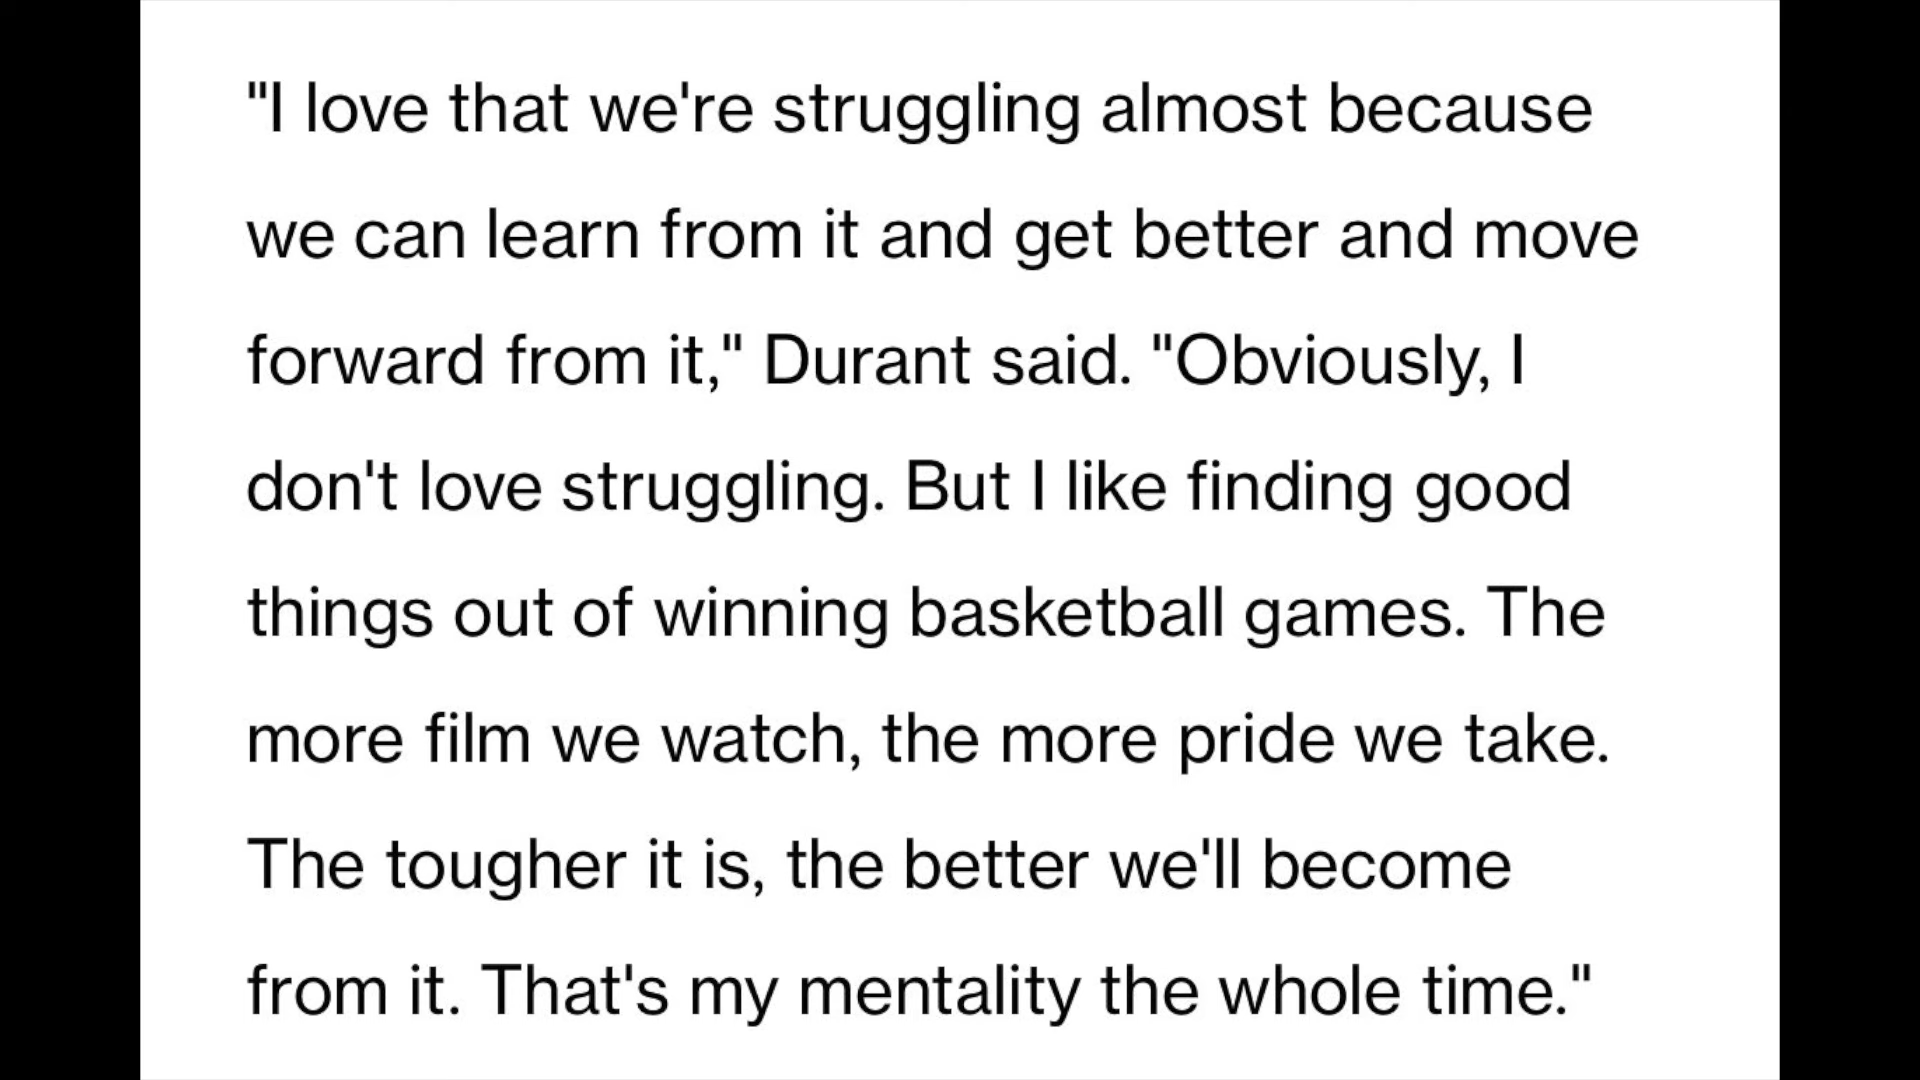 "I love that we're struggling almost because
we can learn from it and get better and move
forward from it," Durant said. "Obviously, I
don't love struggling. But I like finding good
things out of winning basketball games. The
more film we watch, the more pride we take.
The tougher it is, the better we'll become
from it. That's my mentality the whole time."